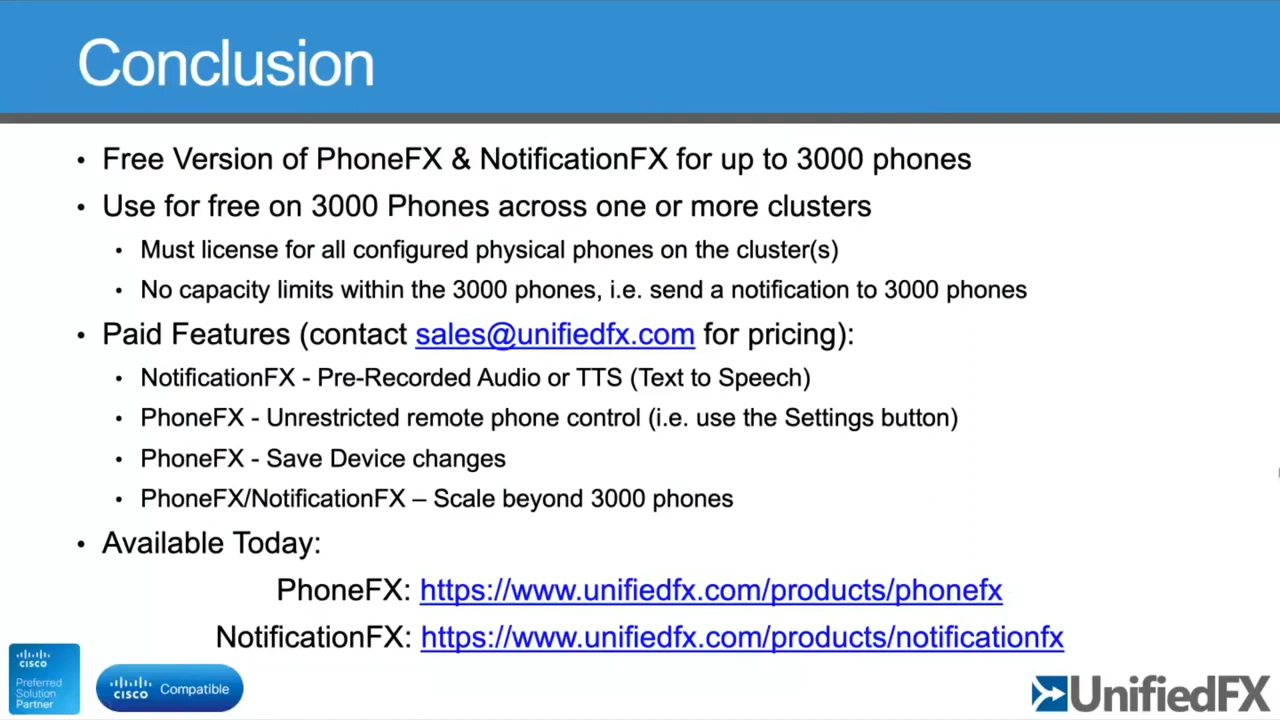 Conclusion
• Free Version of PhoneFX & NotificationFX for up to 3000 phones
• Use for free on 3000 Phones across one or more clusters
• Must license for all configured physical phones on the cluster(s)
• No capacity limits within the 3000 phones, i.e. send a notification to 3000 phones
• Paid Features (contact sales@unifiedfx.com for pricing):
• NotificationFX - Pre-Recorded Audio or TTS (Text to Speech)
• PhoneFX - Unrestricted remote phone control (i.e. use the Settings button)
• PhoneFX - Save Device changes
• PhoneFX/NotificationFX – Scale beyond 3000 phones
• Available Today:
PhoneFX: https://www.unifiedfx.com/products/phonefx
NotificationFX: https://www.unifiedfx.com/products/notificationfx
CISCO
Preferred
Solution
Partner
CISCO Compatible
UnifiedFX